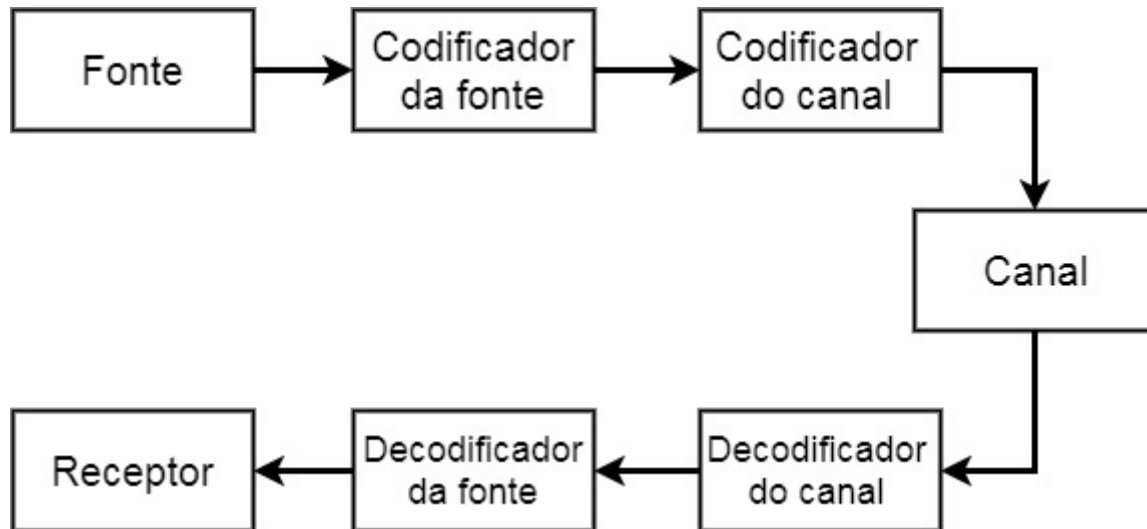 Fonte
Codificador
da fonte
Codificador
do canal
Canal
Receptor
Decodificador
da fonte
Decodificador
do canal